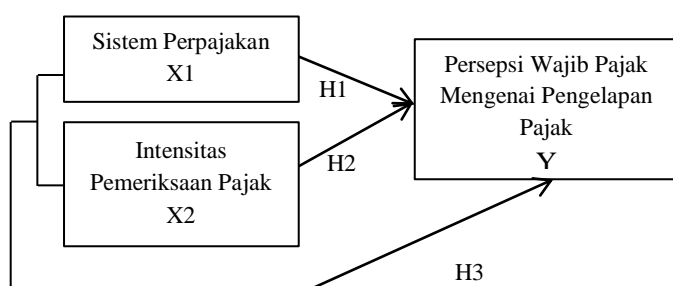 Sistem Perpajakan
X1
H1
Intensitas
Pemeriksaan Pajak
X2
H2
Persepsi Wajib Pajak
Mengenai Pengelapan
Pajak
Y
H3